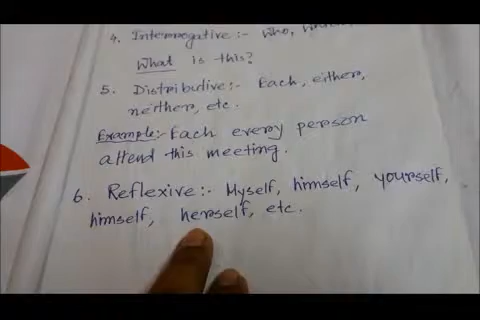 4. Interrogative :- Who,
What is this?
5. Distributive :- Each, either,
neither, etc.
Example:- Each every person
attend this meeting.
6. Reflexive :- Myself, himself, yourself,
himself, herself, etc.